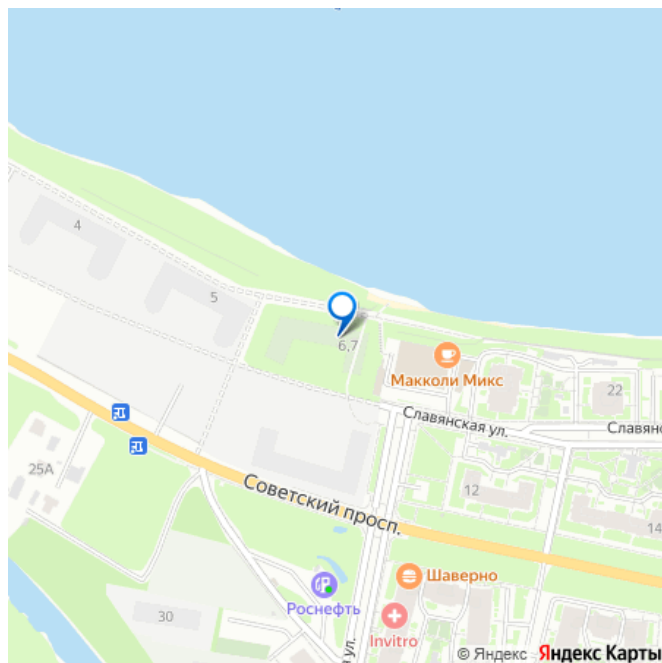 4
5
6,7
Макколи Микс
22
Славянская ул.
Славянс
25А
Советский просп.
12
14
Шаверно
Роснефть
30
Invitro
ул.
© Яндекс Яндекс Карты